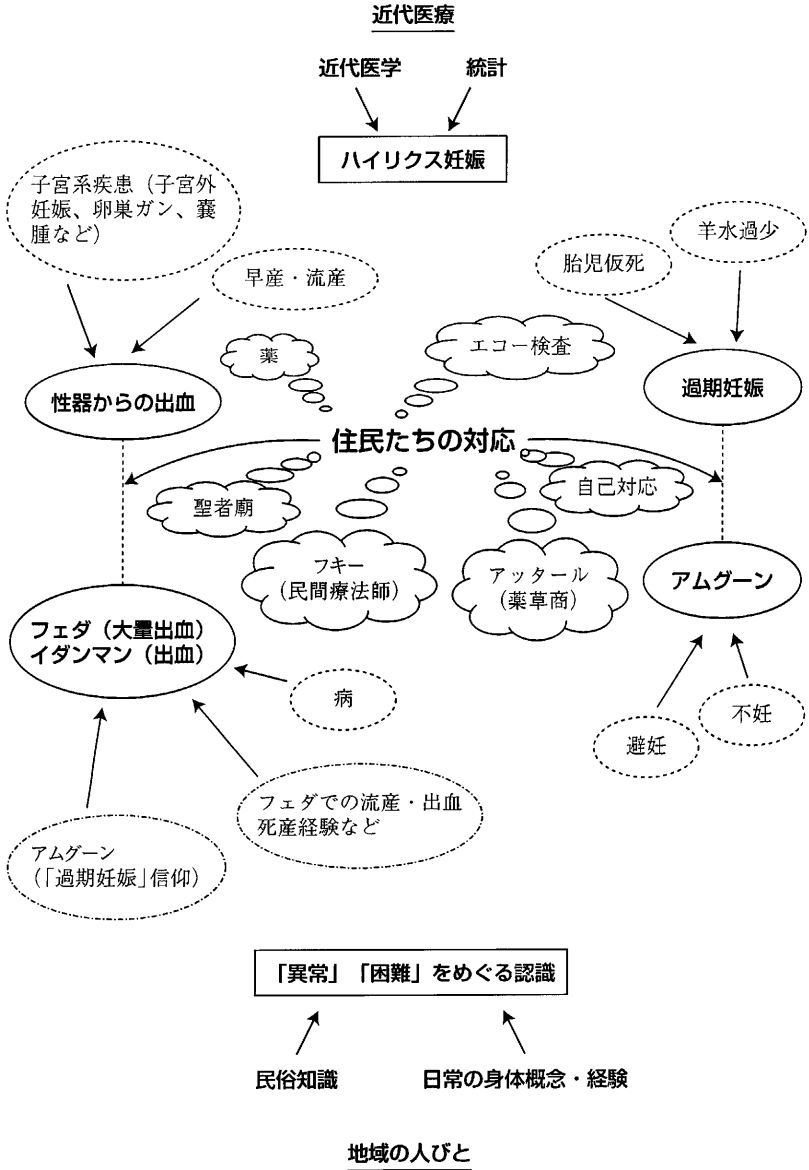 近代医療
近代医学
統計
ハイリクス妊娠
子宮系疾患（子宮外
妊娠、卵巣ガン、嚢
腫など）
早産・流産
胎児仮死
羊水過少
薬
エコー検査
性器からの出血
過期妊娠
住民たちの対応
聖者廟
自己対応
フキー
（民間療法師）
アッタール
（薬草商）
アムグーン
フェダ（大量出血）
イダンマン（出血）
病
避妊
不妊
フェダでの流産・出血
死産経験など
アムグーン
（「過期妊娠」信仰）
「異常」「困難」をめぐる認識
民俗知識
日常の身体概念・経験
地域の人びと